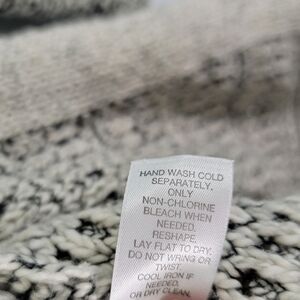 HAND WASH COLD
SEPARATELY,
ONLY
NON-CHLORINE
BLEACH WHEN
NEEDED.
RESHAPE,
LAY FLAT TO DRY.
DO NOT WRING OR
TWIST.
COOL IRON IF
NEEDED.
OR DRY CLEAN.